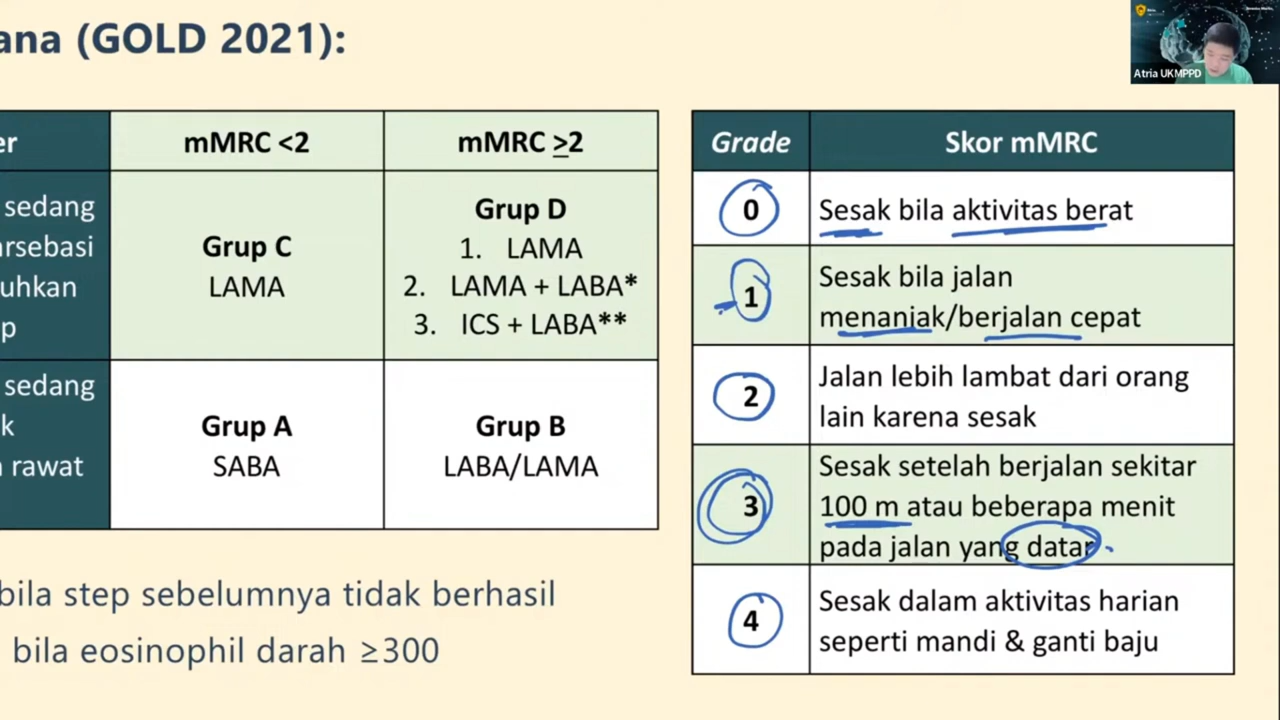 ana (GOLD 2021):
Atria UKMPPD
er
mMRC <2
mMRC ≥2
sedang
arsebasi
uhkan
p
Grup C
LAMA
Grup D
1. LAMA
2. LAMA + LABA*
3. ICS + LABA**
sedang
k
rawat
Grup A
SABA
Grup B
LABA/LAMA
bila step sebelumnya tidak berhasil
bila eosinophil darah ≥300
Grade
Skor mMRC
0
Sesak bila aktivitas berat
1
Sesak bila jalan
menanjak/berjalan cepat
2
Jalan lebih lambat dari orang
lain karena sesak
3
Sesak setelah berjalan sekitar
100 m atau beberapa menit
pada jalan yang datar
4
Sesak dalam aktivitas harian
seperti mandi & ganti baju